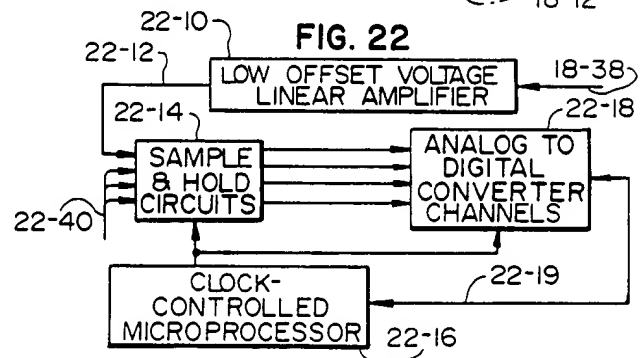 18-12
22-10
22-12
FIG. 22
LOW OFFSET VOLTAGE
LINEAR AMPLIFIER
18-38
22-14
22-18
SAMPLE
& HOLD
CIRCUITS
ANALOG TO
DIGITAL
CONVERTER
CHANNELS
22-40
22-19
CLOCK-
CONTROLLED
MICROPROCESSOR
22-16